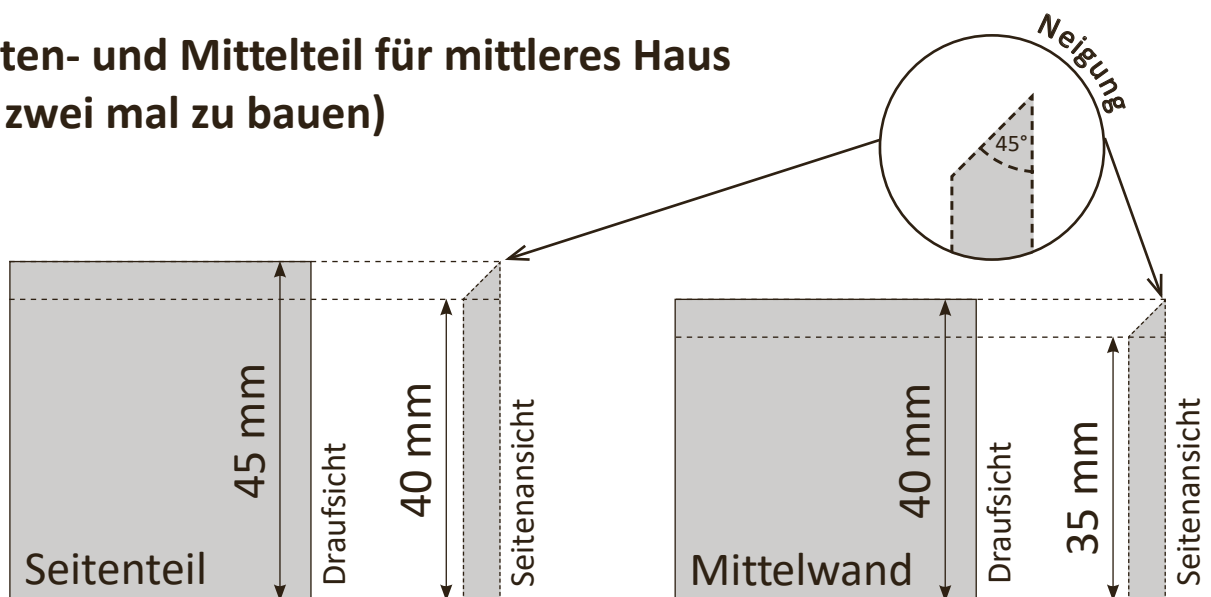 ten- und Mittelteil für mittleres Haus
zwei mal zu bauen)
Neigung
45°
45 mm
Draufsicht
40 mm
Seitenansicht
Seitenteil
40 mm
Draufsicht
35 mm
Seitenansicht
Mittelwand